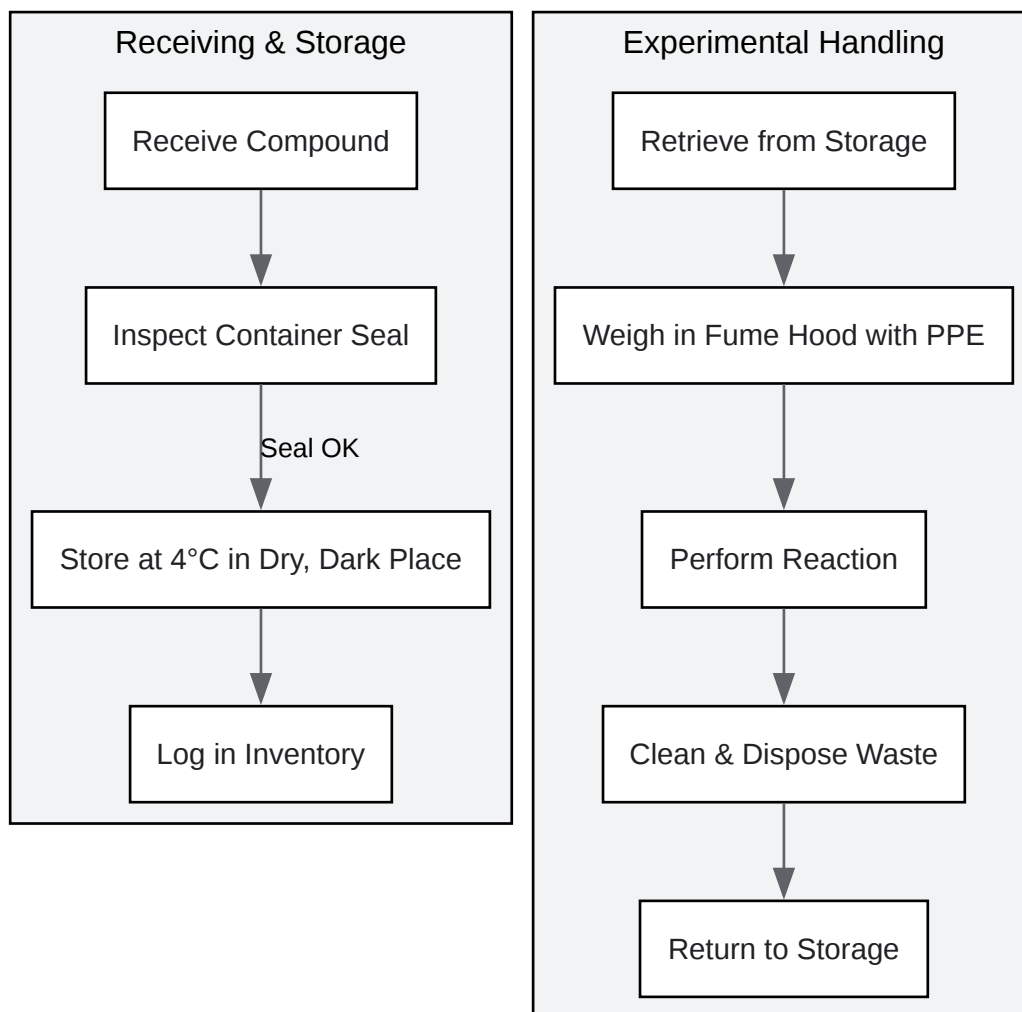 Receiving & Storage
Receive Compound
Inspect Container Seal
Seal OK
Store at 4°C in Dry, Dark Place
Log in Inventory
Experimental Handling
Retrieve from Storage
Weigh in Fume Hood with PPE
Perform Reaction
Clean & Dispose Waste
Return to Storage